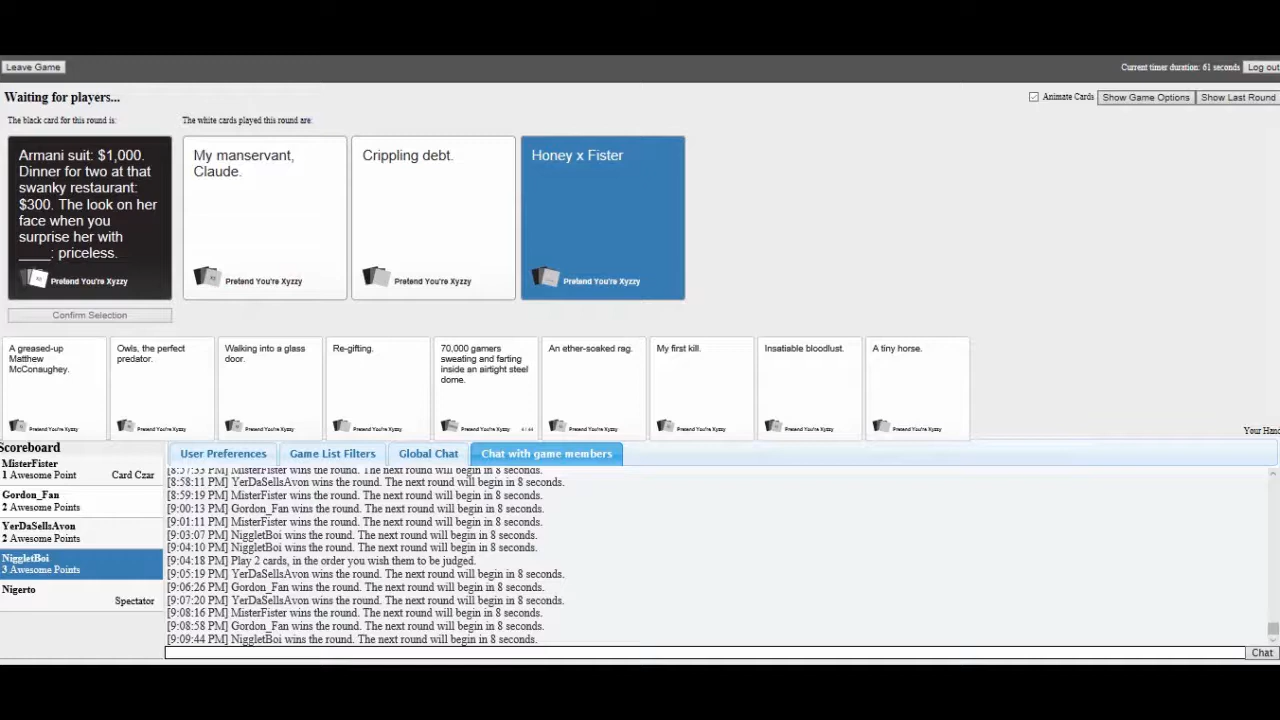 Leave Game
Current timer duration: 61 seconds
Log out
Waiting for players...
Animate Cards
Show Game Options
Show Last Round
The black card for this round is:
The white cards played this round are:
Armani suit: $1,000.
Dinner for two at that
swanky restaurant:
$300. The look on her
face when you
surprise her with
____: priceless.
Pretend You're Xyzzy
My manservant,
Claude.
Pretend You're Xyzzy
Crippling debt.
Pretend You're Xyzzy
Honey x Fister
Pretend You're Xyzzy
Confirm Selection
A greased-up
Matthew
McConaughey.
Pretend You're Xyzzy
Owls, the perfect
predator.
Pretend You're Xyzzy
Walking into a glass
door.
Pretend You're Xyzzy
Re-gifting.
Pretend You're Xyzzy
70,000 gamers
sweating and farting
inside an airtight steel
dome.
Pretend You're Xyzzy
An ether-soaked rag.
Pretend You're Xyzzy
My first kill.
Pretend You're Xyzzy
Insatiable bloodlust.
Pretend You're Xyzzy
A tiny horse.
Pretend You're Xyzzy
Your Hand
Scoreboard
MisterFister
1 Awesome Point
Card Czar
Gordon_Fan
2 Awesome Points
YerDaSellsAvon
2 Awesome Points
NiggletBoi
3 Awesome Points
Nigerto
Spectator
User Preferences
Game List Filters
Global Chat
Chat with game members
[8:57:33 PM] MisterFister wins the round. The next round will begin in 8 seconds.
[8:58:11 PM] YerDaSellsAvon wins the round. The next round will begin in 8 seconds.
[8:59:19 PM] MisterFister wins the round. The next round will begin in 8 seconds.
[9:00:13 PM] Gordon_Fan wins the round. The next round will begin in 8 seconds.
[9:01:11 PM] MisterFister wins the round. The next round will begin in 8 seconds.
[9:03:07 PM] NiggletBoi wins the round. The next round will begin in 8 seconds.
[9:04:10 PM] NiggletBoi wins the round. The next round will begin in 8 seconds.
[9:04:18 PM] Play 2 cards, in the order you wish them to be judged.
[9:05:19 PM] YerDaSellsAvon wins the round. The next round will begin in 8 seconds.
[9:06:26 PM] Gordon_Fan wins the round. The next round will begin in 8 seconds.
[9:07:20 PM] YerDaSellsAvon wins the round. The next round will begin in 8 seconds.
[9:08:16 PM] MisterFister wins the round. The next round will begin in 8 seconds.
[9:08:58 PM] Gordon_Fan wins the round. The next round will begin in 8 seconds.
[9:09:44 PM] NiggletBoi wins the round. The next round will begin in 8 seconds.
Chat